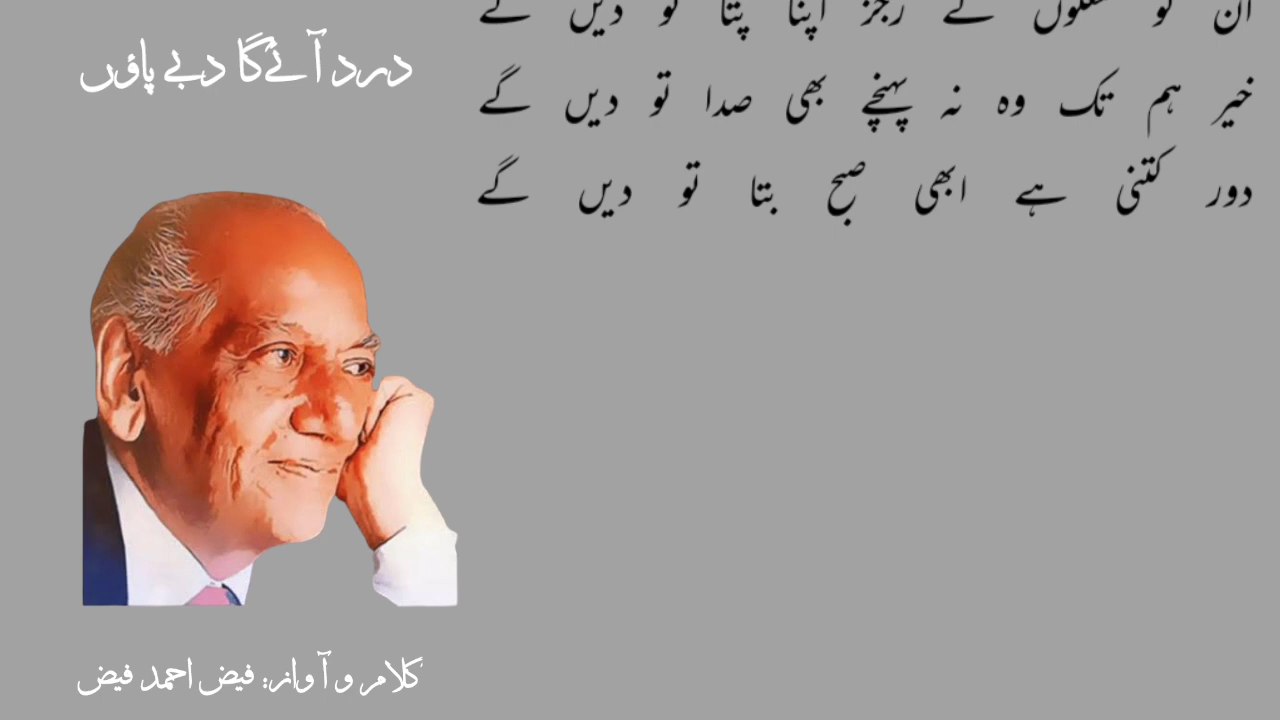 درد آئے گا دبے پاؤں
ان کو شعلوں کے رجز اپنا پتا تو دیں گے
خیر ہم تک وہ نہ پہنچے بھی صدا تو دیں گے
دور کتنی ہے ابھی صبح بتا تو دیں گے
کلام و آواز: فیض احمد فیض